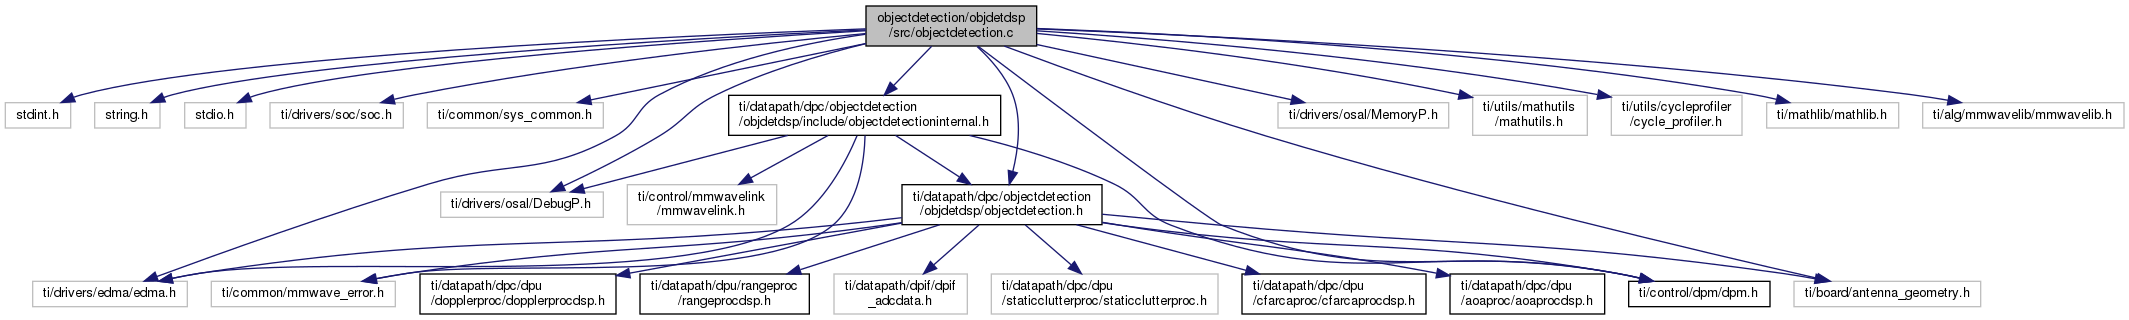 objectdetection/objdetdsp
/src/objectdetection.c
stdint.h
string.h
stdio.h
ti/drivers/soc/soc.h
ti/common/sys_common.h
ti/datapath/dpc/objectdetection
/objdetdsp/include/objectdetectioninternal.h
ti/drivers/osal/MemoryP.h
ti/utils/mathutils
/mathutils.h
ti/utils/cycleprofiler
/cycle_profiler.h
ti/mathlib/mathlib.h
ti/alg/mmwavelib/mmwavelib.h
ti/drivers/osal/DebugP.h
ti/control/mmwavelink
/mmwavelink.h
ti/datapath/dpc/objectdetection
/objdetdsp/objectdetection.h
ti/drivers/edma/edma.h
ti/common/mmwave_error.h
ti/datapath/dpc/dpu
/dopplerproc/dopplerprocdsp.h
ti/datapath/dpu/rangeproc
/rangeprocdsp.h
ti/datapath/dpif/dpif
_adcdata.h
ti/datapath/dpc/dpu
/staticclutterproc/staticclutterproc.h
ti/datapath/dpc/dpu
/cfarcaproc/cfarcaprocdsp.h
ti/datapath/dpc/dpu
/aoaproc/aoaprocdsp.h
ti/control/dpm/dpm.h
ti/board/antenna_geometry.h